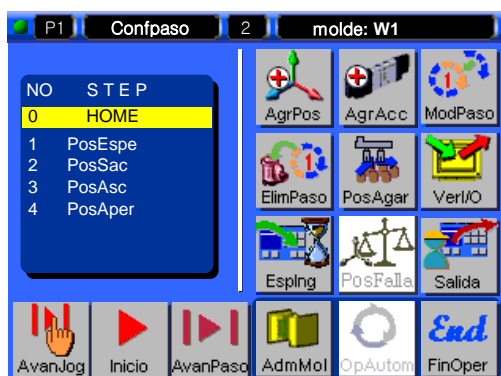 P1 Confpaso 2 molde: W1
NO STEP
0 HOME
1 PosEspe
2 PosSac
3 PosAsc
4 PosAper
AgrPos AgrAcc ModPaso
ElimPaso PosAgar VerI/O
EspIng PosFalla Salida
AvanJog Inicio AvanPaso AdmMol OpAutom End FinOper